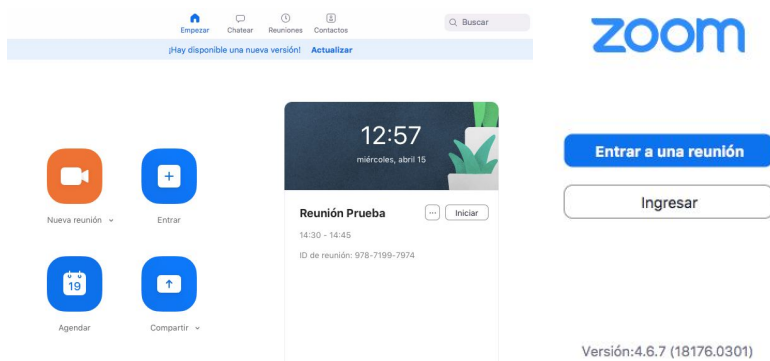 Empezar
Chatear
Reuniones
Contactos
Buscar
¡Hay disponible una nueva versión! Actualizar
12:57
miércoles, abril 15
Nueva reunión
Entrar
19
Agendar
Compartir
Reunión Prueba
... Iniciar
14:30 - 14:45
ID de reunión: 978-7199-7974
zoom
Entrar a una reunión
Ingresar
Versión:4.6.7 (18176.0301)